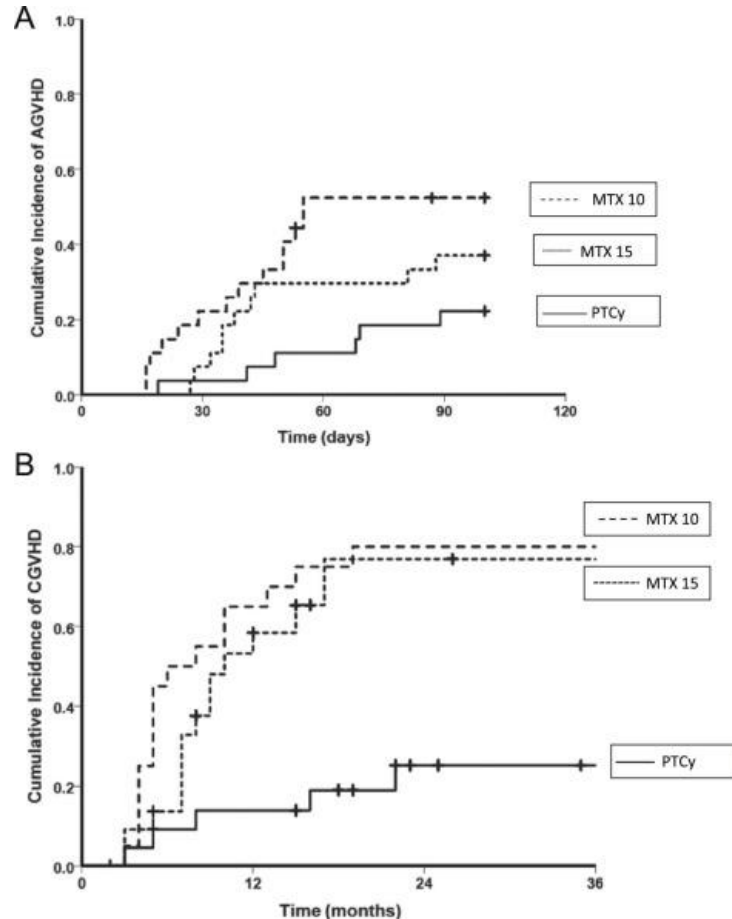 A
Cumulative Incidence of AGVHD
1.0
0.8
0.6
0.4
0.2
0.0
0 30 60 90 120
Time (days)
MTX 10
MTX 15
PTCy
B
Cumulative Incidence of CGVHD
1.0
0.8
0.6
0.4
0.2
0.0
0 12 24 36
Time (months)
MTX 10
MTX 15
PTCy